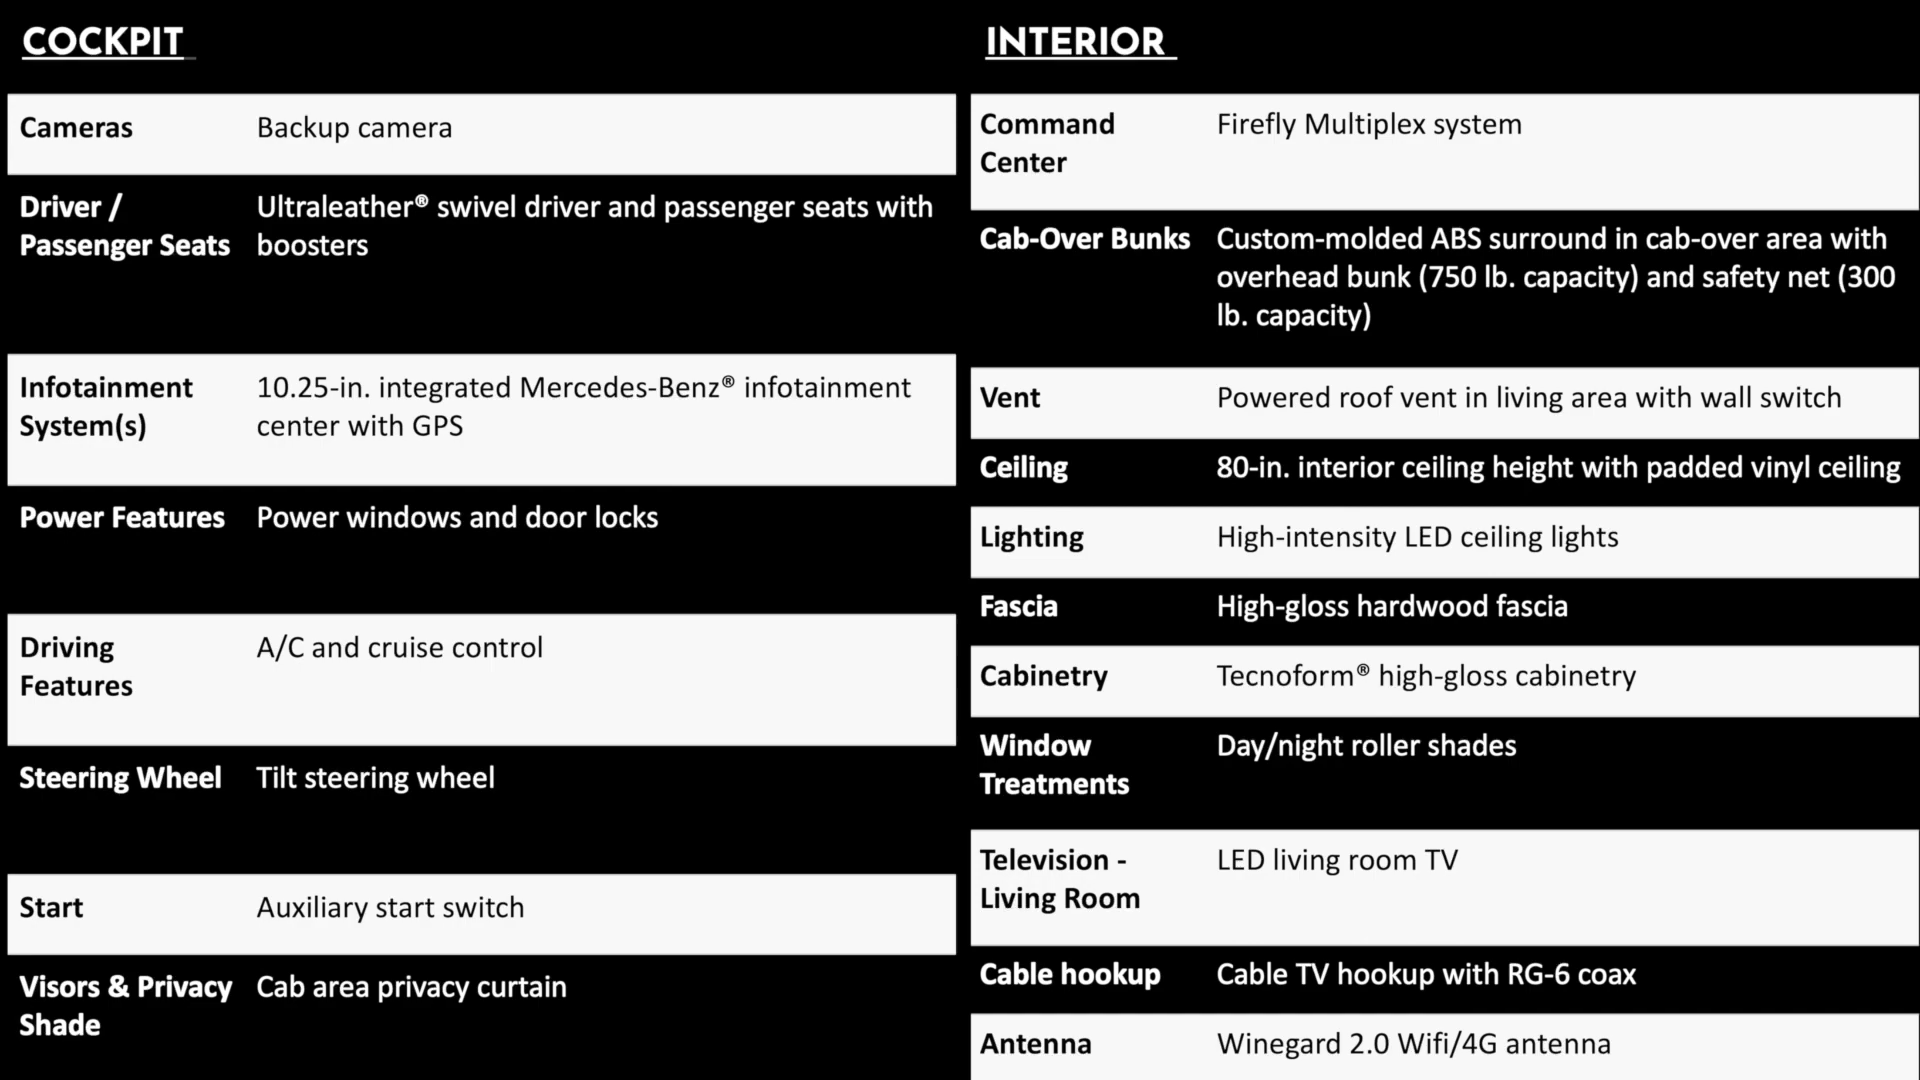 COCKPIT
Cameras Backup camera
Driver / Ultraleather® swivel driver and passenger seats with
Passenger Seats boosters
Infotainment 10.25-in. integrated Mercedes-Benz® infotainment
System(s) center with GPS
Power Features Power windows and door locks
Driving A/C and cruise control
Features
Steering Wheel Tilt steering wheel
Start Auxiliary start switch
Visors & Privacy Cab area privacy curtain
Shade
INTERIOR
Command Firefly Multiplex system
Center
Cab-Over Bunks Custom-molded ABS surround in cab-over area with
overhead bunk (750 lb. capacity) and safety net (300
lb. capacity)
Vent Powered roof vent in living area with wall switch
Ceiling 80-in. interior ceiling height with padded vinyl ceiling
Lighting High-intensity LED ceiling lights
Fascia High-gloss hardwood fascia
Cabinetry Tecnoform® high-gloss cabinetry
Window Day/night roller shades
Treatments
Television - LED living room TV
Living Room
Cable hookup Cable TV hookup with RG-6 coax
Antenna Winegard 2.0 Wifi/4G antenna